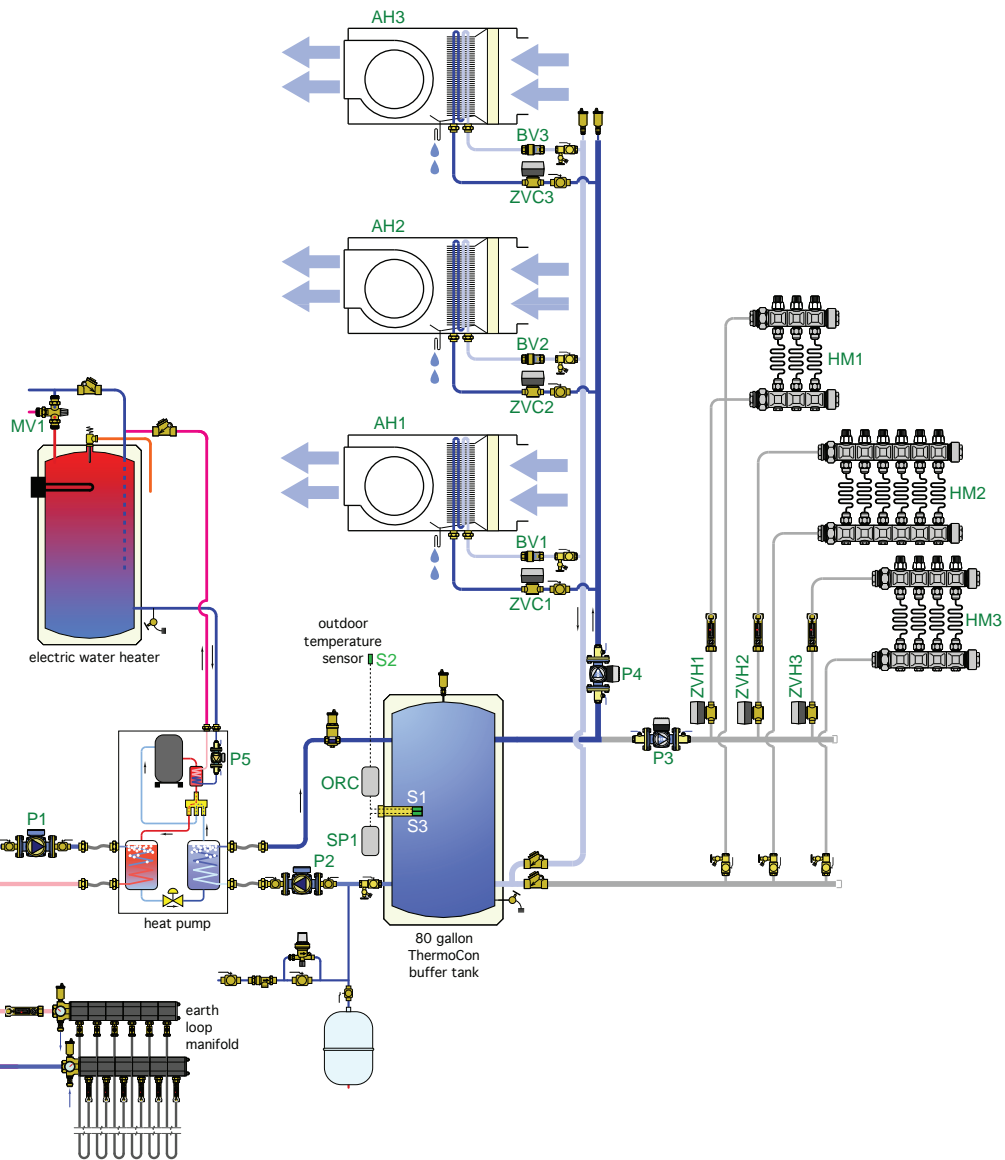 AH3
BV3
ZVC3
AH2
BV2
ZVC2
HM1
MV1
AH1
HM2
BV1
ZVC1
HM3
outdoor
temperature
sensor
S2
electric water heater
P4
ZVH1
ZVH2
ZVH3
P5
P3
ORC
S1
S3
SP1
P1
P2
heat pump
80 gallon
ThermoCon
buffer tank
earth
loop
manifold